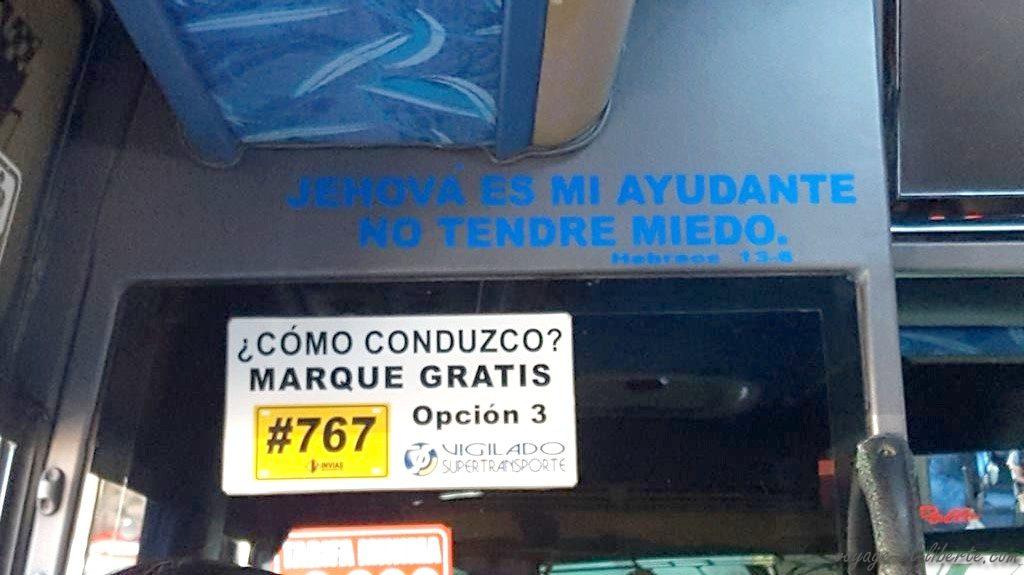 JEHOVÁ ES MI AYUDANTE
NO TENDRE MIEDO.
Hebreos 13-6
¿CÓMO CONDUZCO?
MARQUE GRATIS
#767
INVIAS
Opción 3
VIGILADO
SUPERTRANSPORTE